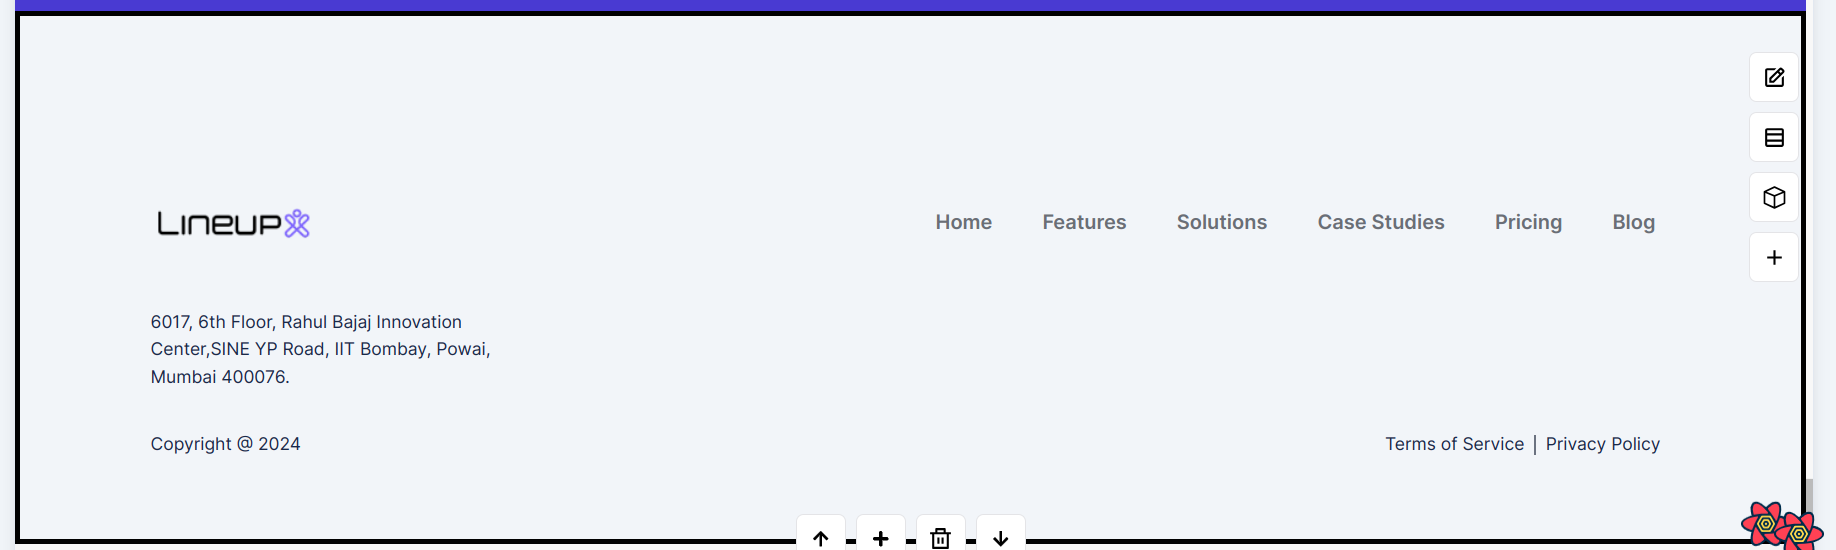 LINEUPX
Home Features Solutions Case Studies Pricing Blog
6017, 6th Floor, Rahul Bajaj Innovation
Center,SINE YP Road, IIT Bombay, Powai,
Mumbai 400076.
Copyright @ 2024
Terms of Service | Privacy Policy